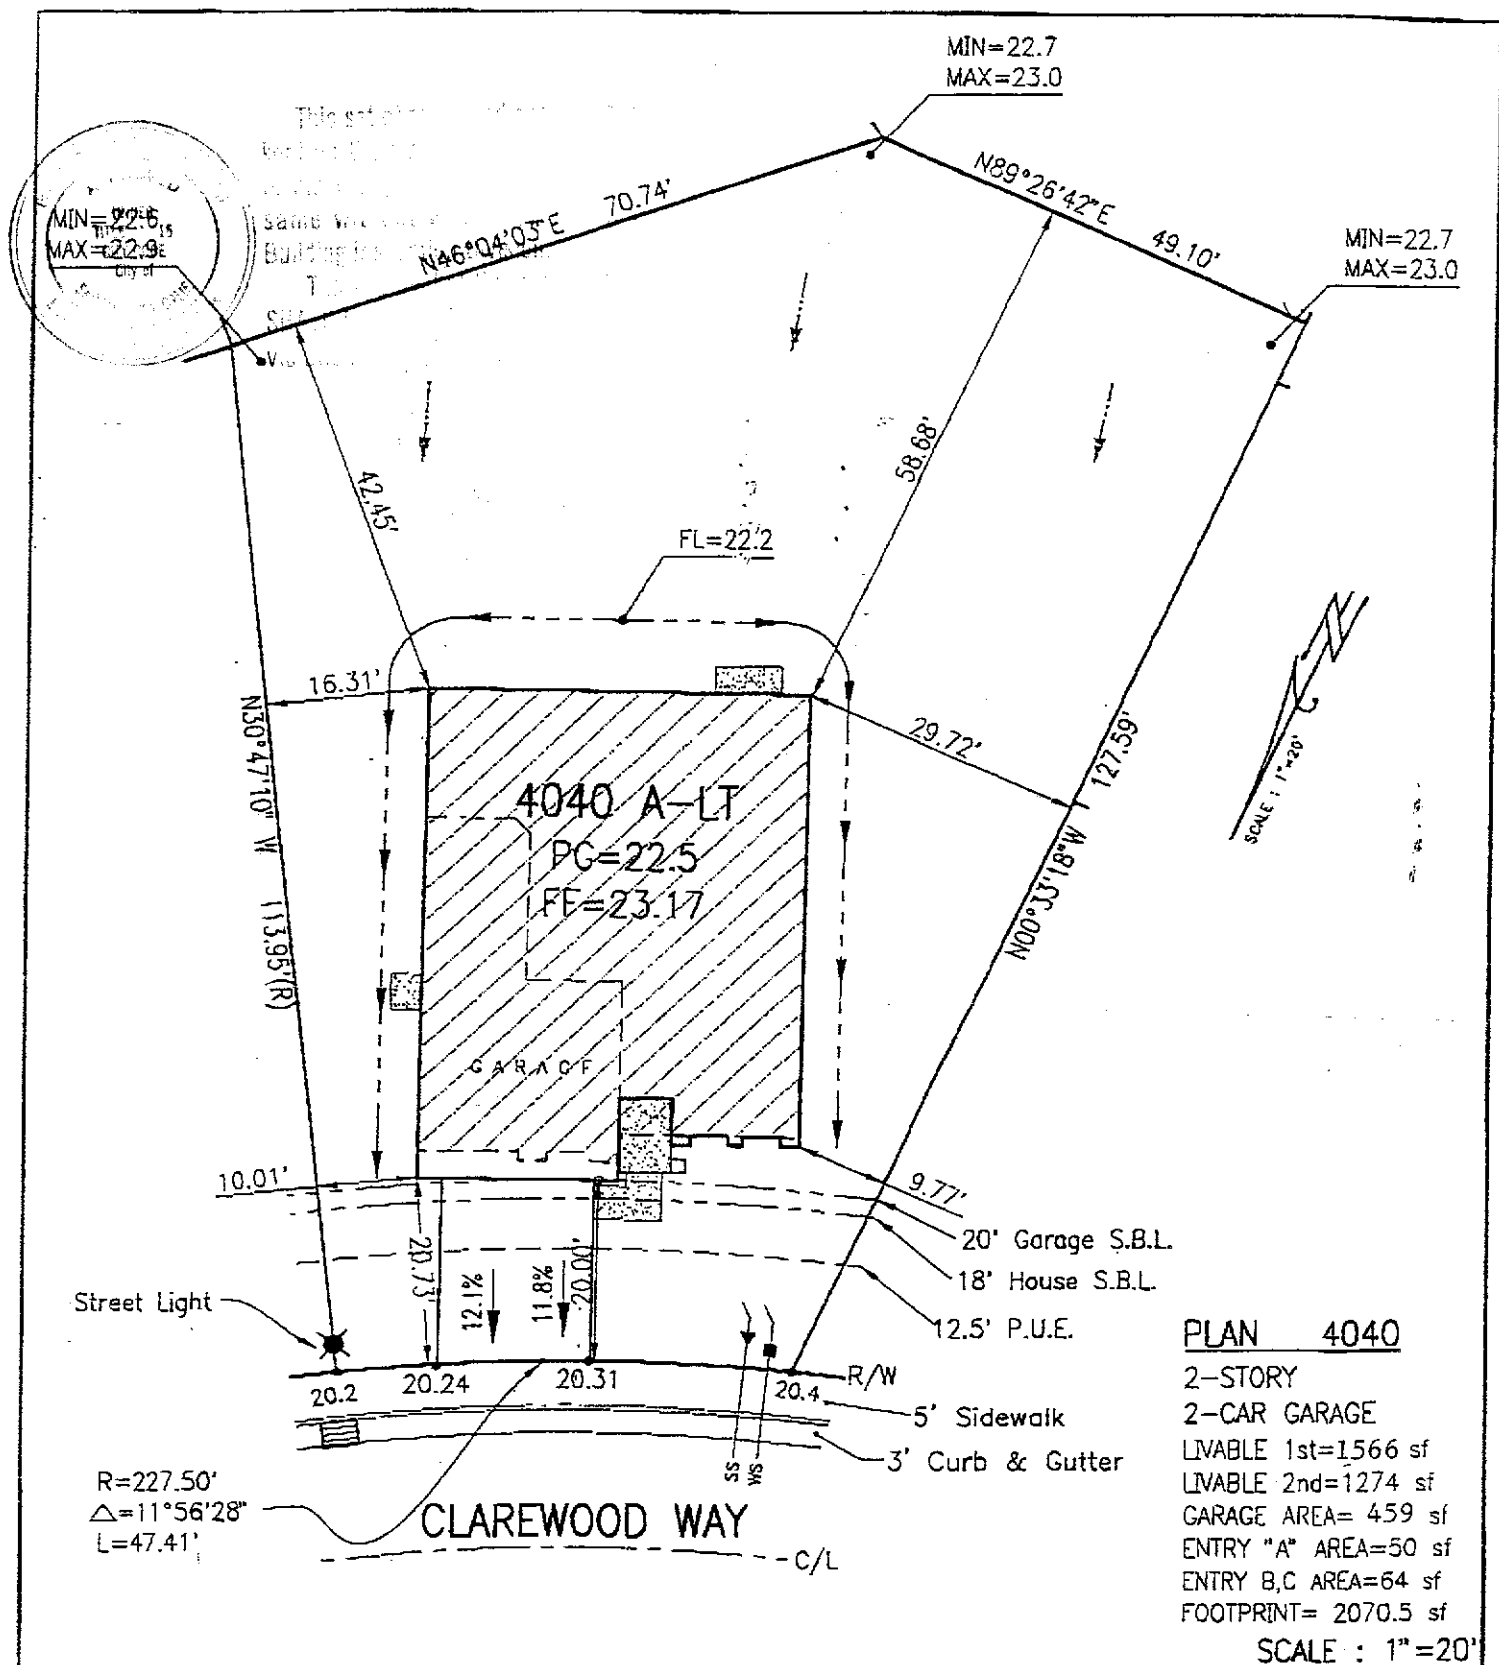 MIN=22.7
MAX=23.0
This set
N89°26'42"E
49.10'
MIN=22.6
MAX=22.9
City of
same
Building
N46°04'03"E 70.74'
MIN=22.7
MAX=23.0
42.45'
58.68'
FL=22.2
16.31'
29.72'
N30°47'10" W 113.95'(R)
127.59'
N00°33'18"W
SCALE : 1"=20'
4040 A-LT
PG=22.5
FF=23.17
GARAGE
10.01'
9.77'
20.73'
12.1%
11.8%
20.00'
20' Garage S.B.L.
18' House S.B.L.
12.5' P.U.E.
Street Light
20.2
20.24
20.31
20.4
R/W
5' Sidewalk
3' Curb & Gutter
SS
WS
R=227.50'
△=11°56'28"
L=47.41'
CLAREWOOD WAY
C/L
PLAN 4040
2-STORY
2-CAR GARAGE
LIVABLE 1st=1566 sf
LIVABLE 2nd=1274 sf
GARAGE AREA= 459 sf
ENTRY "A" AREA=50 sf
ENTRY B,C AREA=64 sf
FOOTPRINT= 2070.5 sf
SCALE : 1"=20'